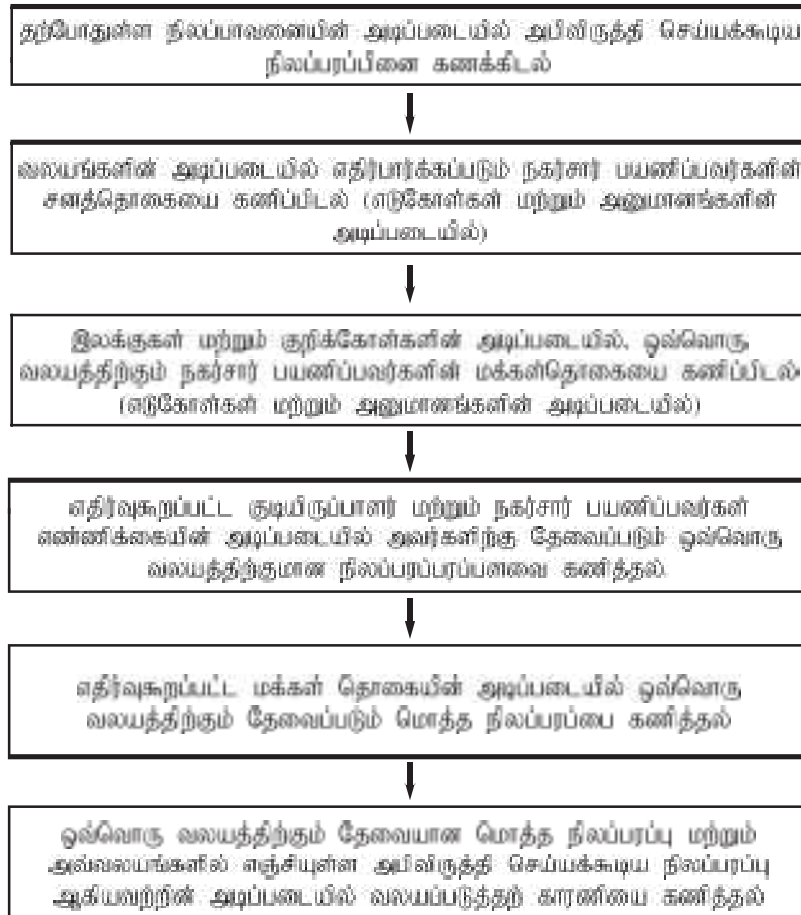 தற்போதுள்ள நிலப்பாவனையின் அடிப்படையில் அபிவிருத்தி செய்யக்கூடிய
நிலப்பரப்பினை கணக்கிடல்
வலயங்களின் அடிப்படையில் எதிர்பார்க்கப்படும் நகர்சார் பயணிப்பவர்களின்
சனத்தொகையை கணிப்பிடல் (எடுகோள்கள் மற்றும் அனுமானங்களின்
அடிப்படையில்)
இலக்குகள் மற்றும் குறிக்கோள்களின் அடிப்படையில், ஒவ்வொரு
வலயத்திற்கும் நகர்சார் பயணிப்பவர்களின் மக்கள்தொகையை கணிப்பிடல்-
(எடுகோள்கள் மற்றும் அனுமானங்களின் அடிப்படையில்)
எதிர்வுகூறப்பட்ட குடியிருப்பாளர் மற்றும் நகர்சார் பயணிப்பவர்கள்
எண்ணிக்கையின் அடிப்படையில் அவர்களிற்கு தேவைப்படும் ஒவ்வொரு
வலயத்திற்குமான நிலப்பரப்பரப்பளவை கணித்தல்.
எதிர்வுகூறப்பட்ட மக்கள் தொகையின் அடிப்படையில் ஒவ்வொரு
வலயத்திற்கும் தேவைப்படும் மொத்த நிலப்பரப்பை கணித்தல்
ஒவ்வொரு வலயத்திற்கும் தேவையான மொத்த நிலப்பரப்பு மற்றும்
அவ்வலயங்களில் எஞ்சியுள்ள அபிவிருத்தி செய்யக்கூடிய நிலப்பரப்பு
ஆகியவற்றின் அடிப்படையில் வலயப்படுத்தற் காரணியை கணித்தல்